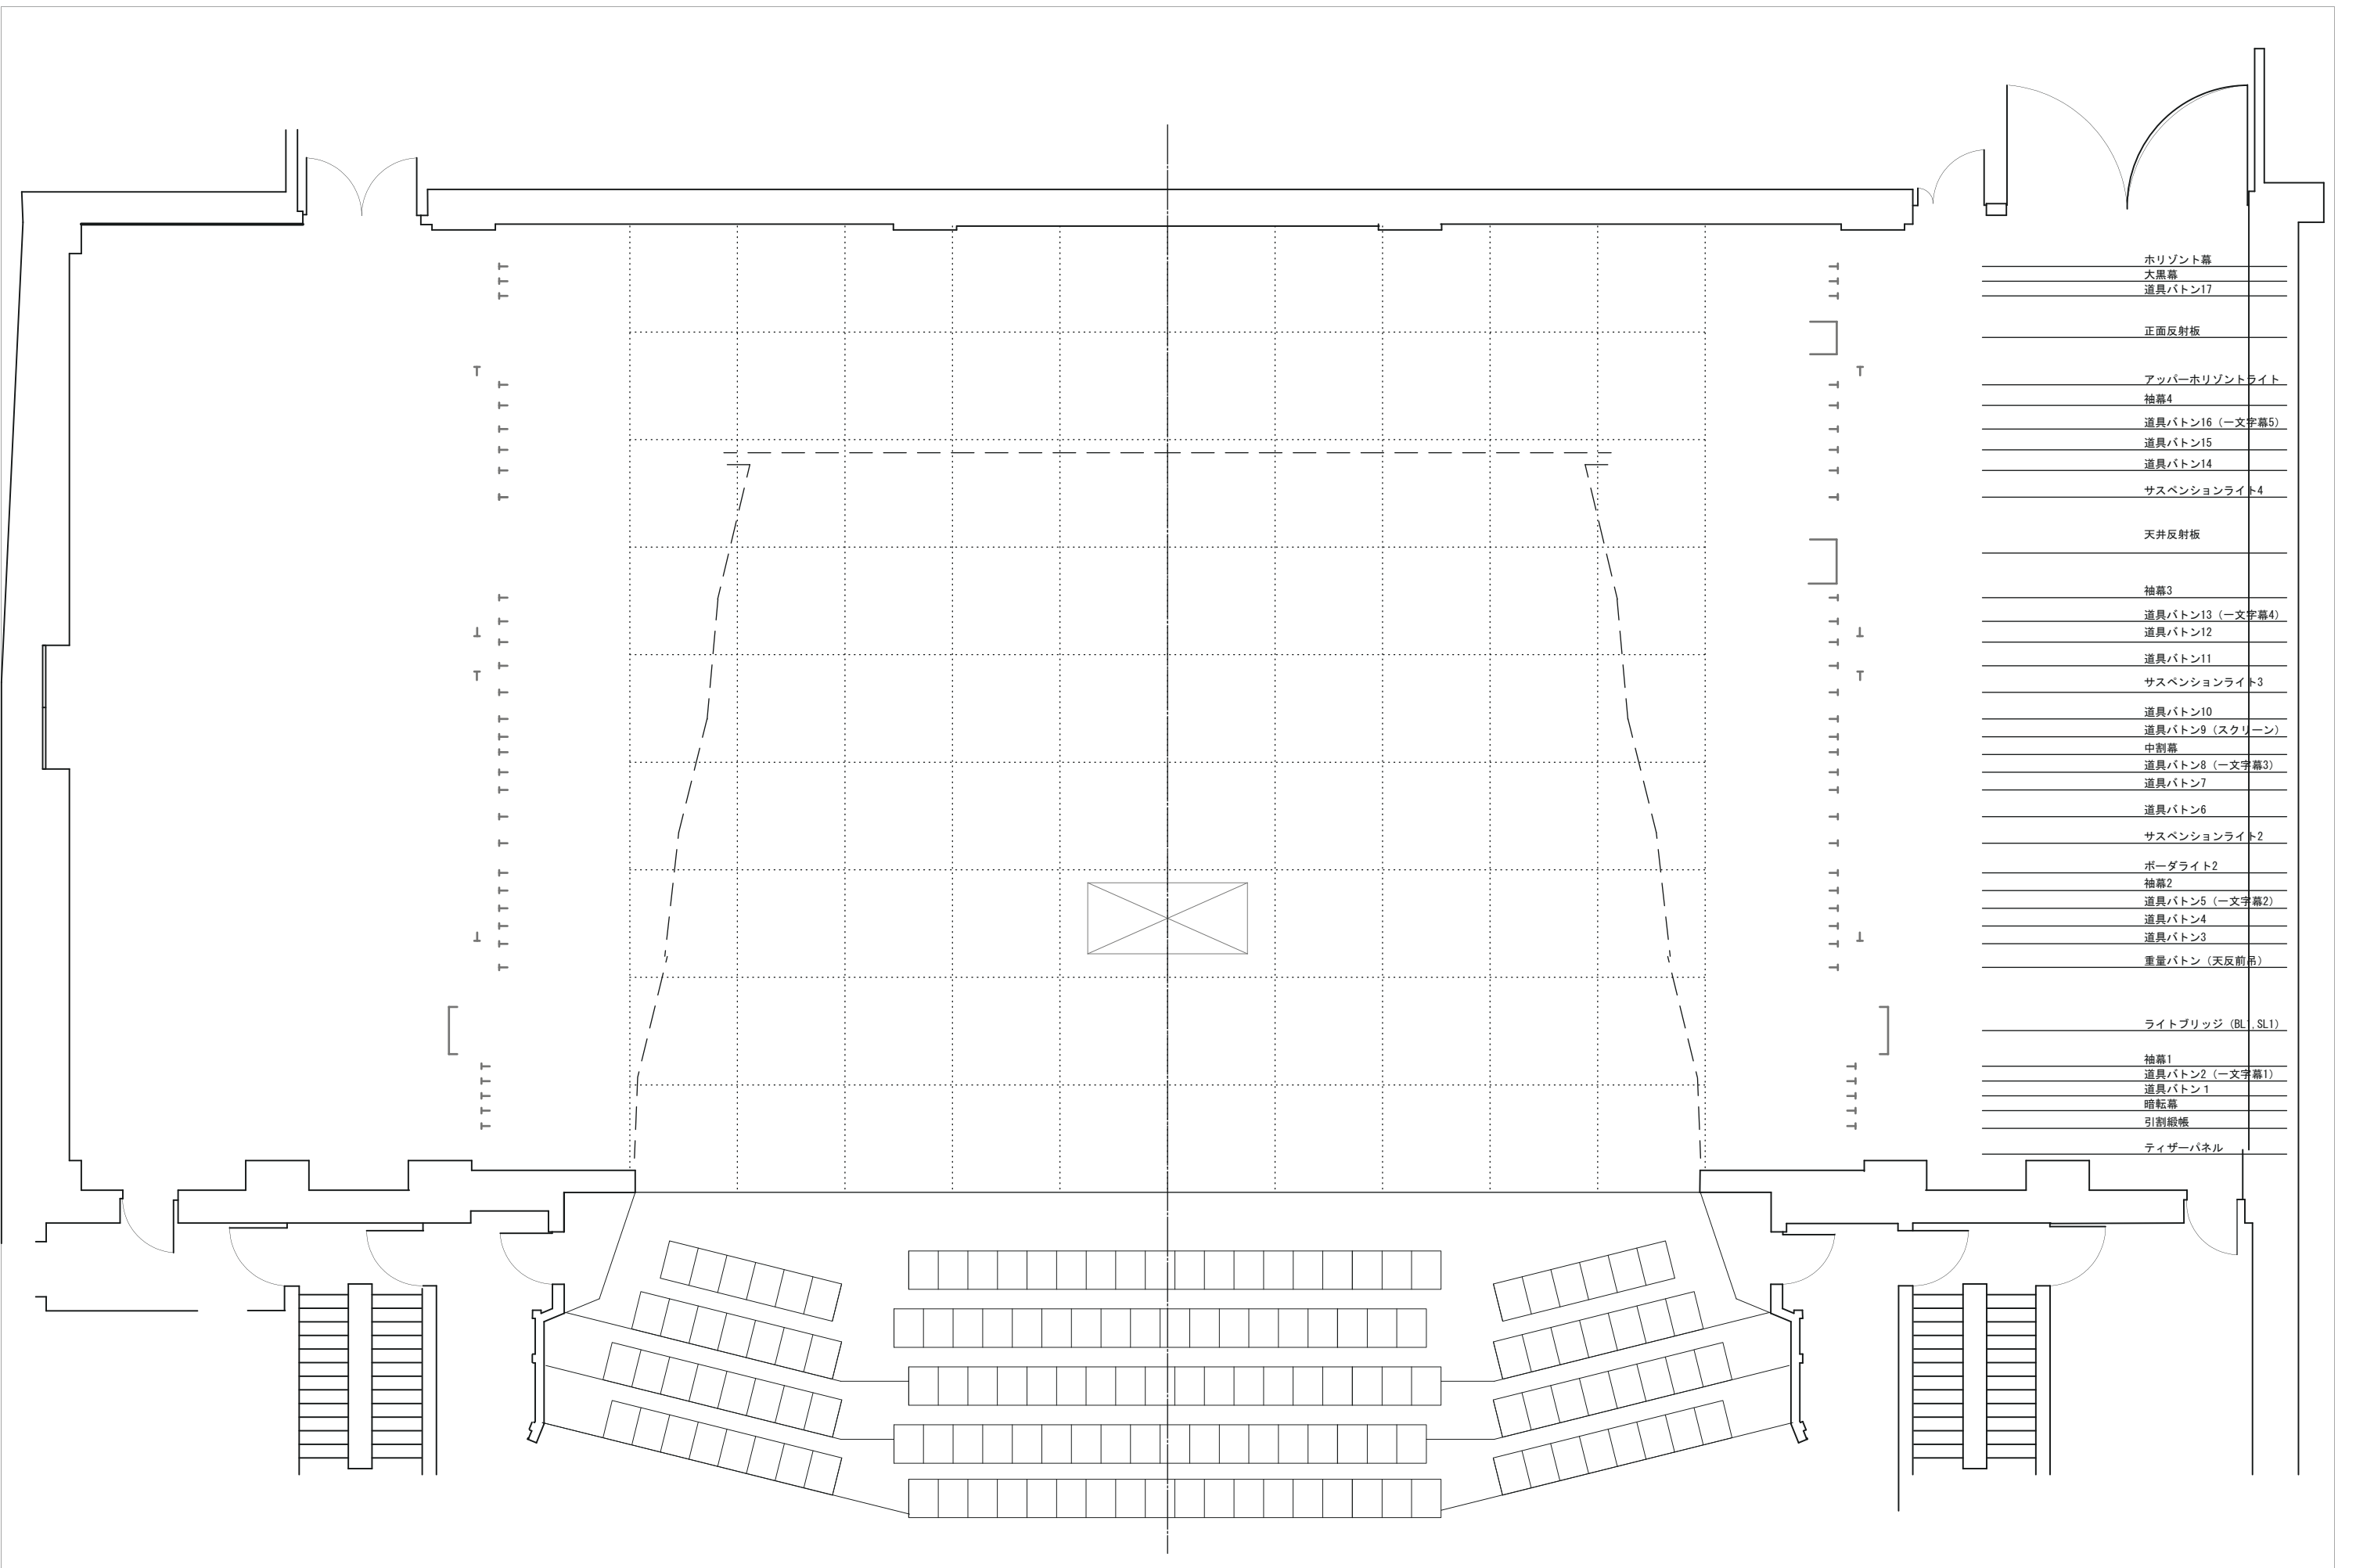 ホリゾント幕
大黒幕
道具バトン17
正面反射板
アッパーホリゾントライト
袖幕4
道具バトン16（一文字幕5）
道具バトン15
道具バトン14
サスペンションライト4
天井反射板
袖幕3
道具バトン13（一文字幕4）
道具バトン12
道具バトン11
サスペンションライト3
道具バトン10
道具バトン9（スクリーン）
中割幕
道具バトン8（一文字幕3）
道具バトン7
道具バトン6
サスペンションライト2
ボーダライト2
袖幕2
道具バトン5（一文字幕2）
道具バトン4
道具バトン3
重量バトン（天反前吊）
ライトブリッジ（BL1,SL1）
袖幕1
道具バトン2（一文字幕1）
道具バトン１
暗転幕
引割緞帳
ティザーパネル